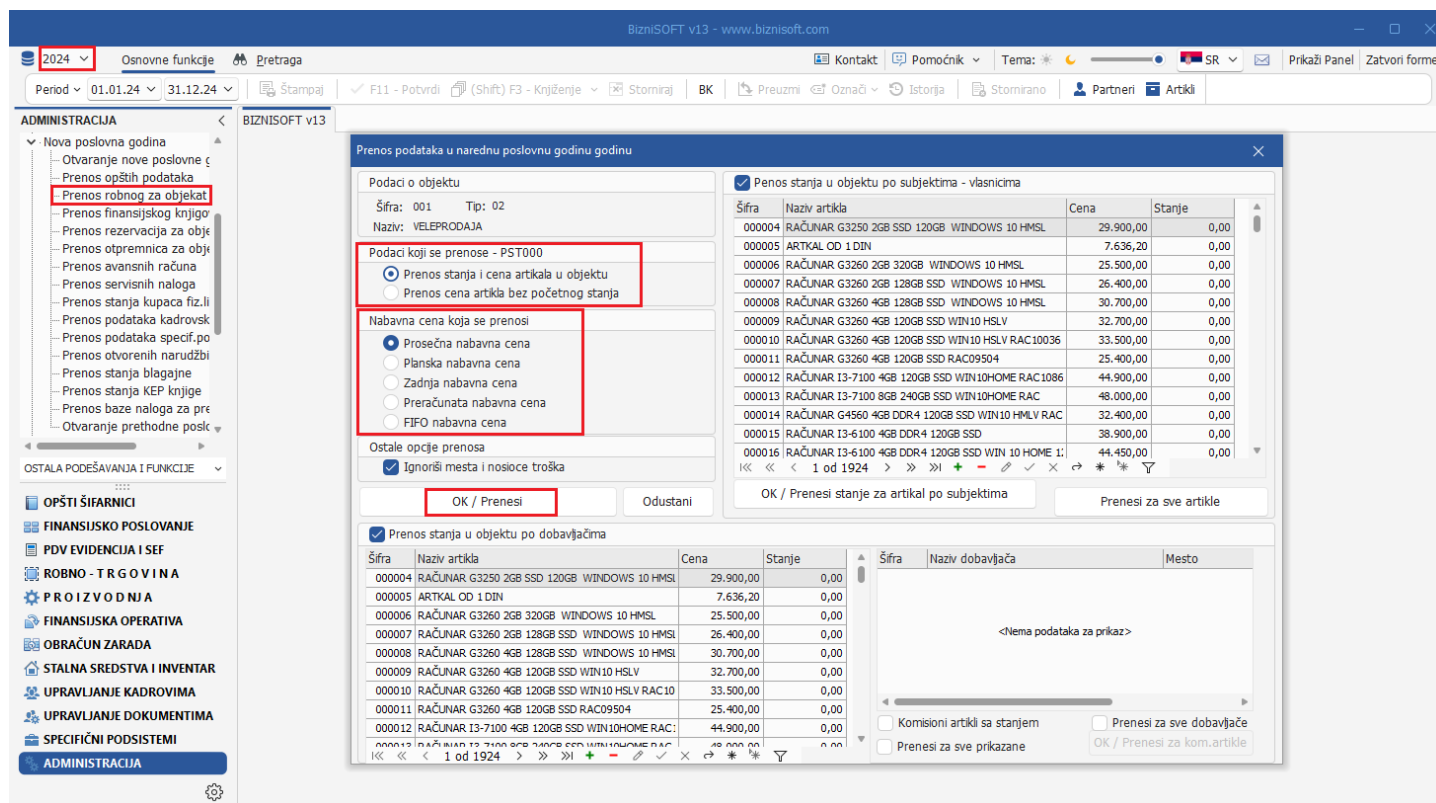 BizniSOFT v13 - www.biznisoft.com
2024 Osnovne funkcije Pretraga Kontakt Pomoćnik Tema: SR Prikaži Panel Zatvori forme
Period 01.01.24 31.12.24 Štampaj F11 - Potvrdi (Shift) F3 - Knjiženje Storniraj BK Preuzmi Označi Istorija Stornirano Partneri Artikli
ADMINISTRACIJA
Nova poslovna godina
Otvaranje nove poslovne g
Prenos opštih podataka
Prenos robnog za objekat
Prenos finansijskog knjigo
Prenos rezervacija za obje
Prenos otpremnica za obje
Prenos avansnih računa
Prenos servisnih naloga
Prenos stanja kupaca fiz.li
Prenos podataka kadrovsk
Prenos podataka specif.po
Prenos otvorenih narudžbi
Prenos stanja blagajne
Prenos stanja KEP knjige
Prenos baze naloga za pre
Otvaranje prethodne poslo
OSTALA PODEŠAVANJA I FUNKCIJE
OPŠTI ŠIFARNICI
FINANSIJSKO POSLOVANJE
PDV EVIDENCIJA I SEF
ROBNO - T R G O V I N A
P R O I Z V O D NJ A
FINANSIJSKA OPERATIVA
OBRAČUN ZARADA
STALNA SREDSTVA I INVENTAR
UPRAVLJANJE KADROVIMA
UPRAVLJANJE DOKUMENTIMA
SPECIFIČNI PODSISTEMI
ADMINISTRACIJA
BIZNISOFT v13
Prenos podataka u narednu poslovnu godinu godinu
Podaci o objektu
Šifra: 001 Tip: 02
Naziv: VELEPRODAJA
Podaci koji se prenose - PST000
Prenos stanja i cena artikala u objektu
Prenos cena artikla bez početnog stanja
Nabavna cena koja se prenosi
Prosečna nabavna cena
Planska nabavna cena
Zadnja nabavna cena
Preračunata nabavna cena
FIFO nabavna cena
Ostale opcije prenosa
Ignoriši mesta i nosioce troška
OK / Prenesi Odustani
Penos stanja u objektu po subjektima - vlasnicima
Šifra Naziv artikla Cena Stanje
000004 RAČUNAR G3250 2GB SSD 120GB WINDOWS 10 HMSL 29.900,00 0,00
000005 ARTKAL OD 1 DIN 7.636,20 0,00
000006 RAČUNAR G3260 2GB 320GB WINDOWS 10 HMSL 25.500,00 0,00
000007 RAČUNAR G3260 2GB 128GB SSD WINDOWS 10 HMSL 26.400,00 0,00
000008 RAČUNAR G3260 4GB 128GB SSD WINDOWS 10 HMSL 30.700,00 0,00
000009 RAČUNAR G3260 4GB 120GB SSD WIN10 HSLV 32.700,00 0,00
000010 RAČUNAR G3260 4GB 120GB SSD WIN10 HSLV RAC10036 33.500,00 0,00
000011 RAČUNAR G3260 4GB 120GB SSD RAC09504 25.400,00 0,00
000012 RAČUNAR I3-7100 4GB 120GB SSD WIN10HOME RAC1086 44.900,00 0,00
000013 RAČUNAR I3-7100 8GB 240GB SSD WIN10HOME RAC 48.000,00 0,00
000014 RAČUNAR G4560 4GB DDR4 120GB SSD WIN10 HMLV RAC 32.400,00 0,00
000015 RAČUNAR I3-6100 4GB DDR4 120GB SSD 38.900,00 0,00
000016 RAČUNAR I3-6100 4GB DDR4 120GB SSD WIN 10 HOME 1 44.450,00 0,00
1 od 1924
OK / Prenesi stanje za artikal po subjektima Prenesi za sve artikle
Prenos stanja u objektu po dobavljačima
Šifra Naziv artikla Cena Stanje
000004 RAČUNAR G3250 2GB SSD 120GB WINDOWS 10 HMSL 29.900,00 0,00
000005 ARTKAL OD 1 DIN 7.636,20 0,00
000006 RAČUNAR G3260 2GB 320GB WINDOWS 10 HMSL 25.500,00 0,00
000007 RAČUNAR G3260 2GB 128GB SSD WINDOWS 10 HMSL 26.400,00 0,00
000008 RAČUNAR G3260 4GB 128GB SSD WINDOWS 10 HMSL 30.700,00 0,00
000009 RAČUNAR G3260 4GB 120GB SSD WIN10 HSLV 32.700,00 0,00
000010 RAČUNAR G3260 4GB 120GB SSD WIN10 HSLV RAC10 33.500,00 0,00
000011 RAČUNAR G3260 4GB 120GB SSD RAC09504 25.400,00 0,00
000012 RAČUNAR I3-7100 4GB 120GB SSD WIN10HOME RAC 44.900,00 0,00
000013 RAČUNAR I3-7100 8GB 240GB SSD WIN10HOME RAC 48.000,00 0,00
1 od 1924
Šifra Naziv dobavljača Mesto
<Nema podataka za prikaz>
Komisioni artikli sa stanjem Prenesi za sve dobavljače
Prenesi za sve prikazane OK / Prenesi za kom.artikle